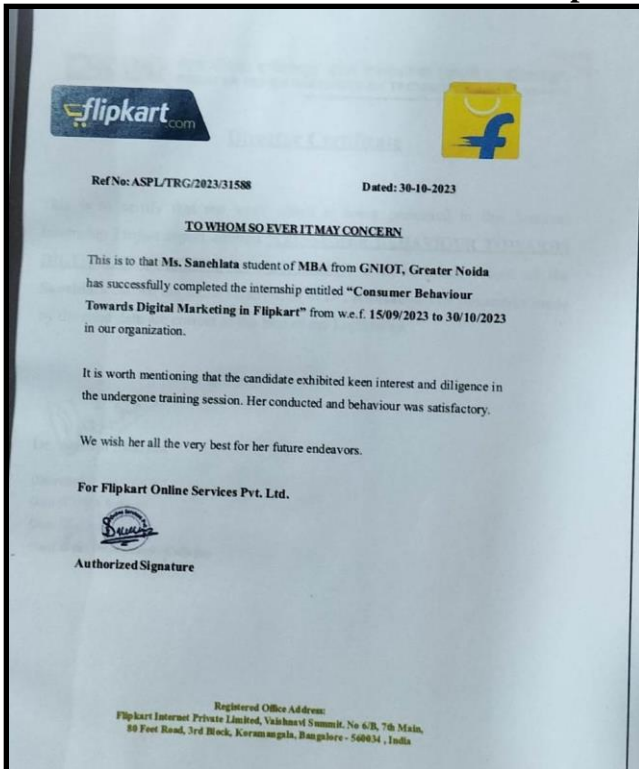 flipkart
.com
f
Ref No: ASPL/TRG/2023/31588 Dated: 30-10-2023
TO WHOM SO EVER IT MAY CONCERN
This is to that Ms. Sanehlata student of MBA from GNIOT, Greater Noida
has successfully completed the internship entitled “Consumer Behaviour
Towards Digital Marketing in Flipkart” from w.e.f. 15/09/2023 to 30/10/2023
in our organization.
It is worth mentioning that the candidate exhibited keen interest and diligence in
the undergone training session. Her conducted and behaviour was satisfactory.
We wish her all the very best for her future endeavors.
For Flipkart Online Services Pvt. Ltd.
Authorized Signature
Registered Office Address:
Flipkart Internet Private Limited, Vaishnavi Summit, No 6/B, 7th Main,
80 Feet Road, 3rd Block, Koramangala, Bangalore - 560034 , India